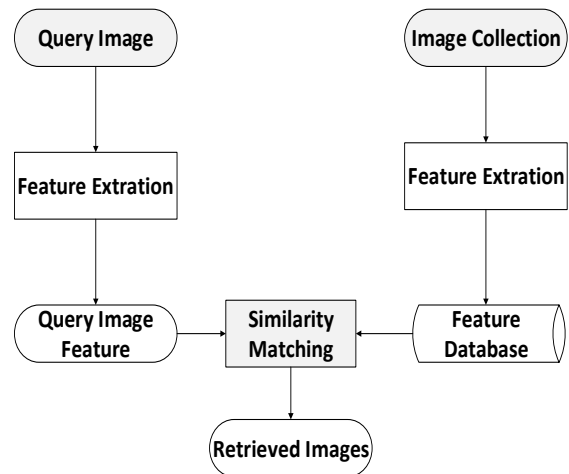 Query Image
Image Collection
Feature Extration
Feature Extration
Query Image
Feature
Similarity
Matching
Feature
Database
Retrieved Images